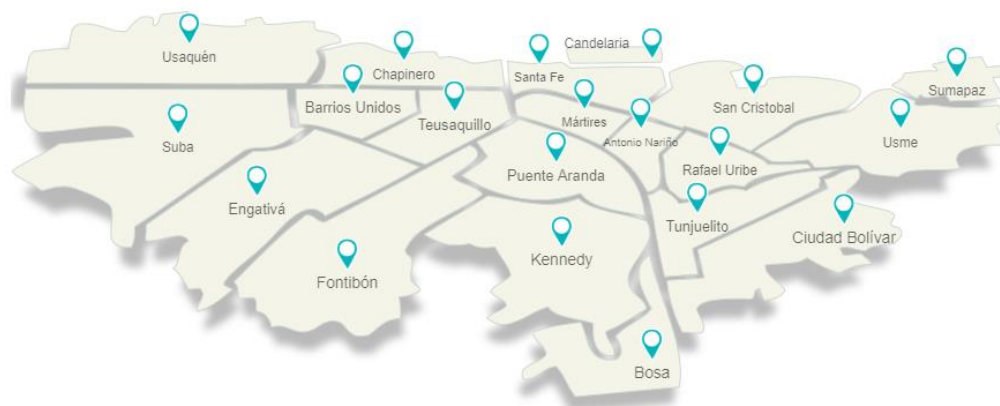 Usaquén
Candelaria
Chapinero
Santa Fe
Sumapaz
Barrios Unidos
San Cristobal
Teusaquillo
Mártires
Suba
Antonio Nariño
Usme
Puente Aranda
Rafael Uribe
Engativá
Tunjuelito
Ciudad Bolívar
Kennedy
Fontibón
Bosa